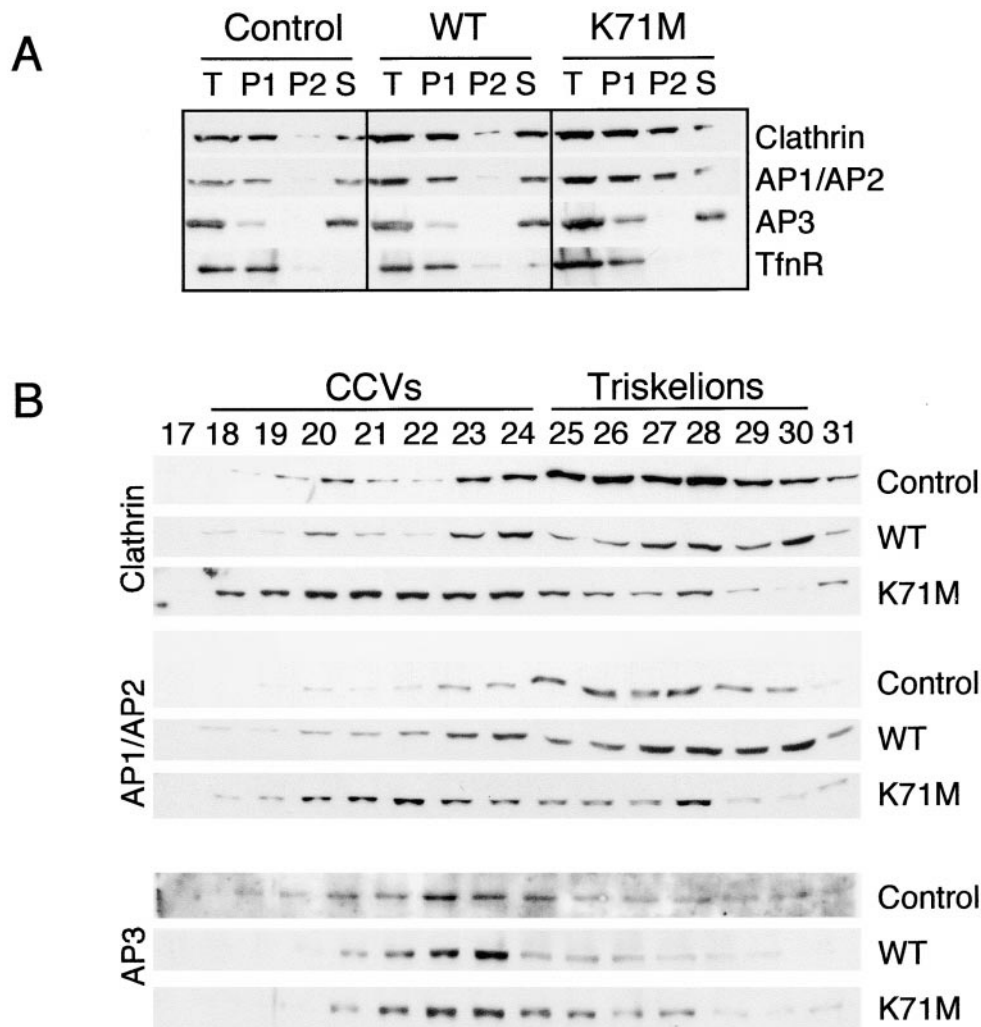 A
Control WT K71M
T P1 P2 S T P1 P2 S T P1 P2 S
Clathrin
AP1/AP2
AP3
TfnR
B
CCVs Triskelions
17 18 19 20 21 22 23 24 25 26 27 28 29 30 31
Clathrin
Control
WT
K71M
AP1/AP2
Control
WT
K71M
AP3
Control
WT
K71M